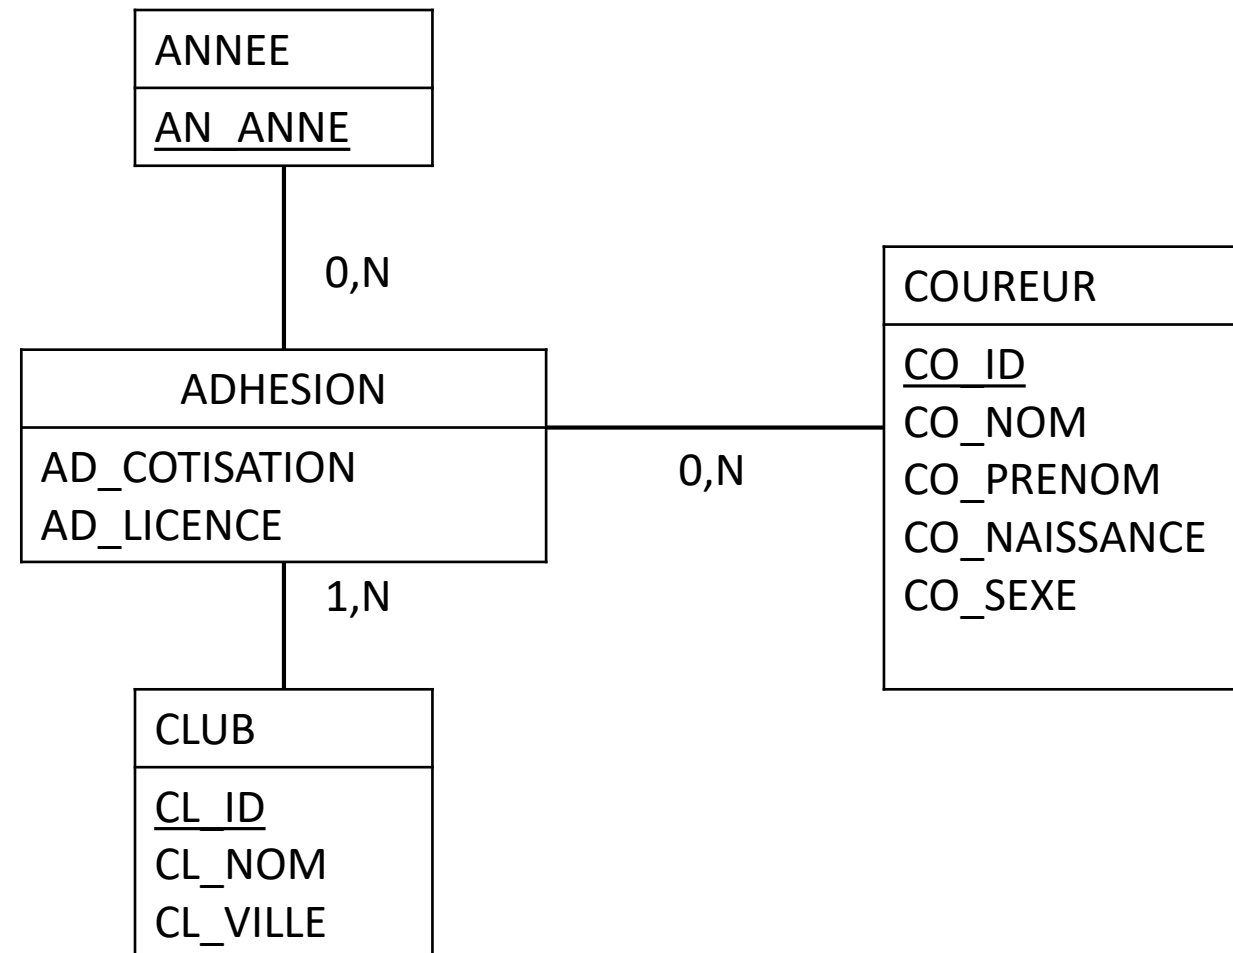 ANNEE
AN_ANNE
0,N
ADHESION
AD_COTISATION
AD_LICENCE
0,N
COUREUR
CO_ID
CO_NOM
CO_PRENOM
CO_NAISSANCE
CO_SEXE
1,N
CLUB
CL_ID
CL_NOM
CL_VILLE